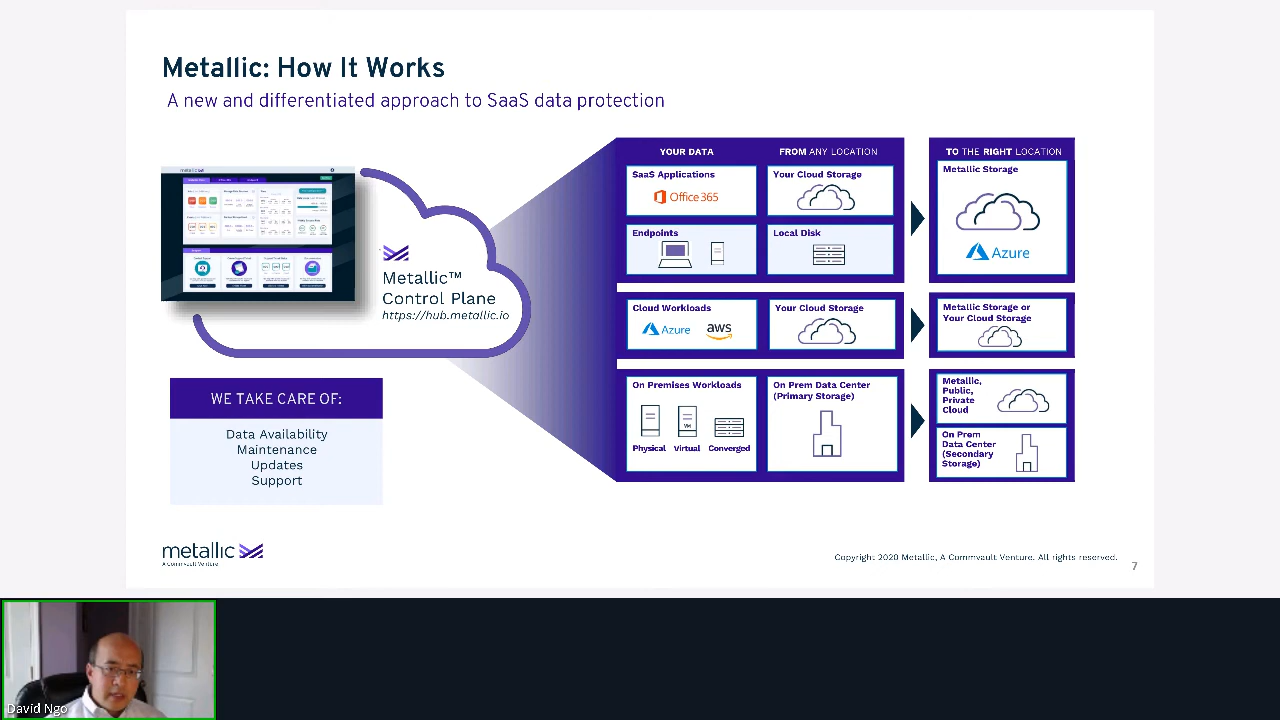 Metallic: How It Works
A new and differentiated approach to SaaS data protection
Metallic™
Control Plane
https://hub.metallic.io
WE TAKE CARE OF:
Data Availability
Maintenance
Updates
Support
YOUR DATA
FROM ANY LOCATION
TO THE RIGHT LOCATION
SaaS Applications
Office 365
Your Cloud Storage
Metallic Storage
Azure
Endpoints
Local Disk
Cloud Workloads
Azure
aws
Your Cloud Storage
Metallic Storage or
Your Cloud Storage
On Premises Workloads
VM
Physical Virtual Converged
On Prem Data Center
(Primary Storage)
Metallic,
Public,
Private
Cloud
On Prem
Data Center
(Secondary
Storage)
metallic
A Commvault Venture
Copyright 2020 Metallic, A Commvault Venture. All rights reserved.
7
David Ngo